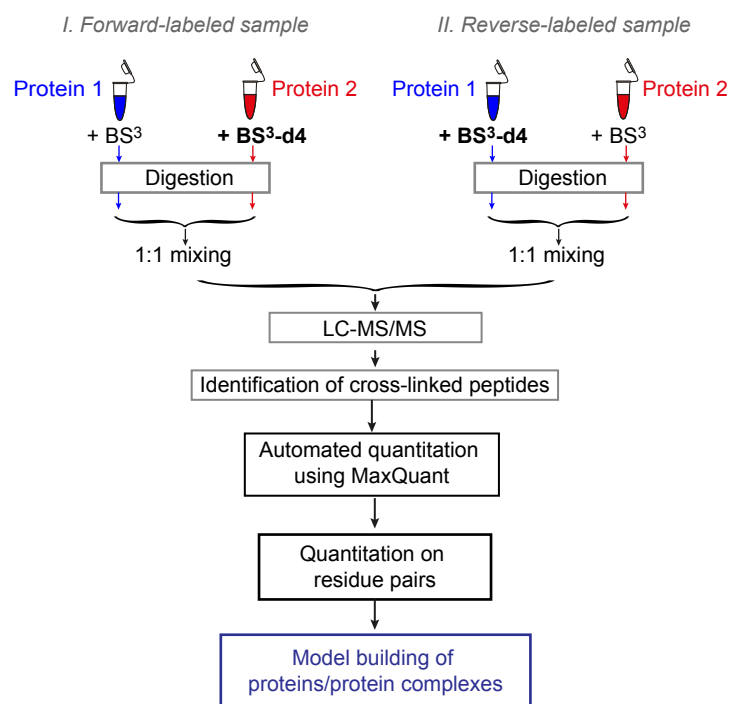 I. Forward-labeled sample
II. Reverse-labeled sample
Protein 1
Protein 2
Protein 1
Protein 2
+ BS³
+ BS³-d4
+ BS³-d4
+ BS³
Digestion
Digestion
1:1 mixing
1:1 mixing
LC-MS/MS
Identification of cross-linked peptides
Automated quantitation
using MaxQuant
Quantitation on
residue pairs
Model building of
proteins/protein complexes